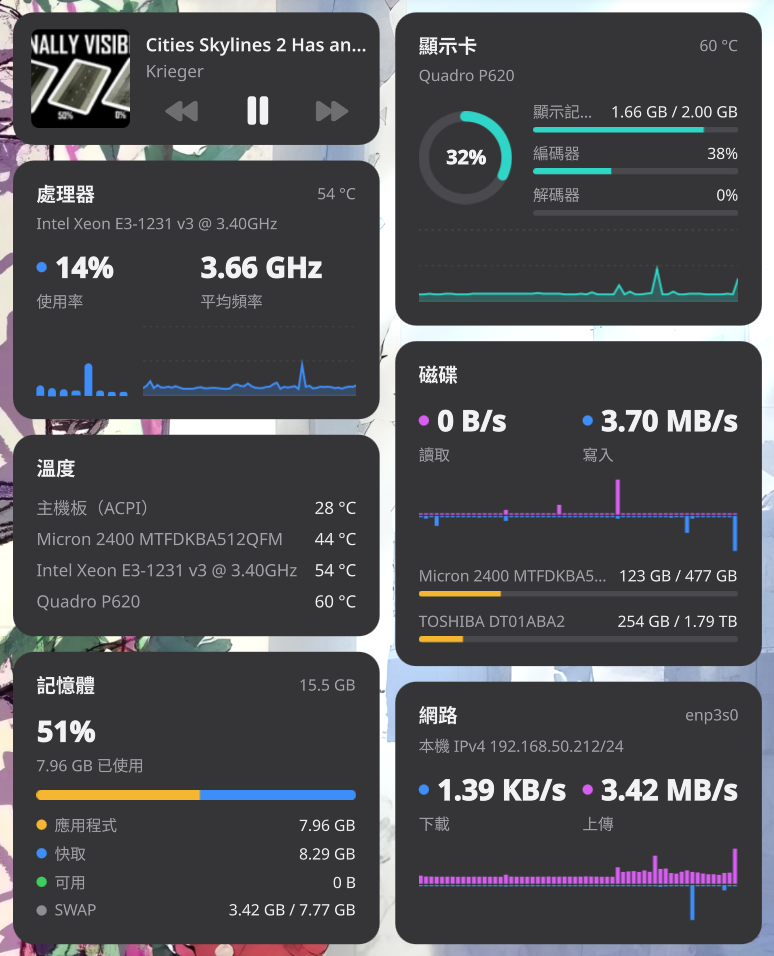 NALLY VISIB
50%
0%
Cities Skylines 2 Has an...
Krieger
處理器 54 °C
Intel Xeon E3-1231 v3 @ 3.40GHz
14% 3.66 GHz
使用率 平均頻率
溫度
主機板（ACPI） 28 °C
Micron 2400 MTFDKBA512QFM 44 °C
Intel Xeon E3-1231 v3 @ 3.40GHz 54 °C
Quadro P620 60 °C
記憶體 15.5 GB
51%
7.96 GB 已使用
應用程式 7.96 GB
快取 8.29 GB
可用 0 B
SWAP 3.42 GB / 7.77 GB
顯示卡 60 °C
Quadro P620
32%
顯示記... 1.66 GB / 2.00 GB
編碼器 38%
解碼器 0%
磁碟
0 B/s 3.70 MB/s
讀取 寫入
Micron 2400 MTFDKBA5... 123 GB / 477 GB
TOSHIBA DT01ABA2 254 GB / 1.79 TB
網路 enp3s0
本機 IPv4 192.168.50.212/24
1.39 KB/s 3.42 MB/s
下載 上傳